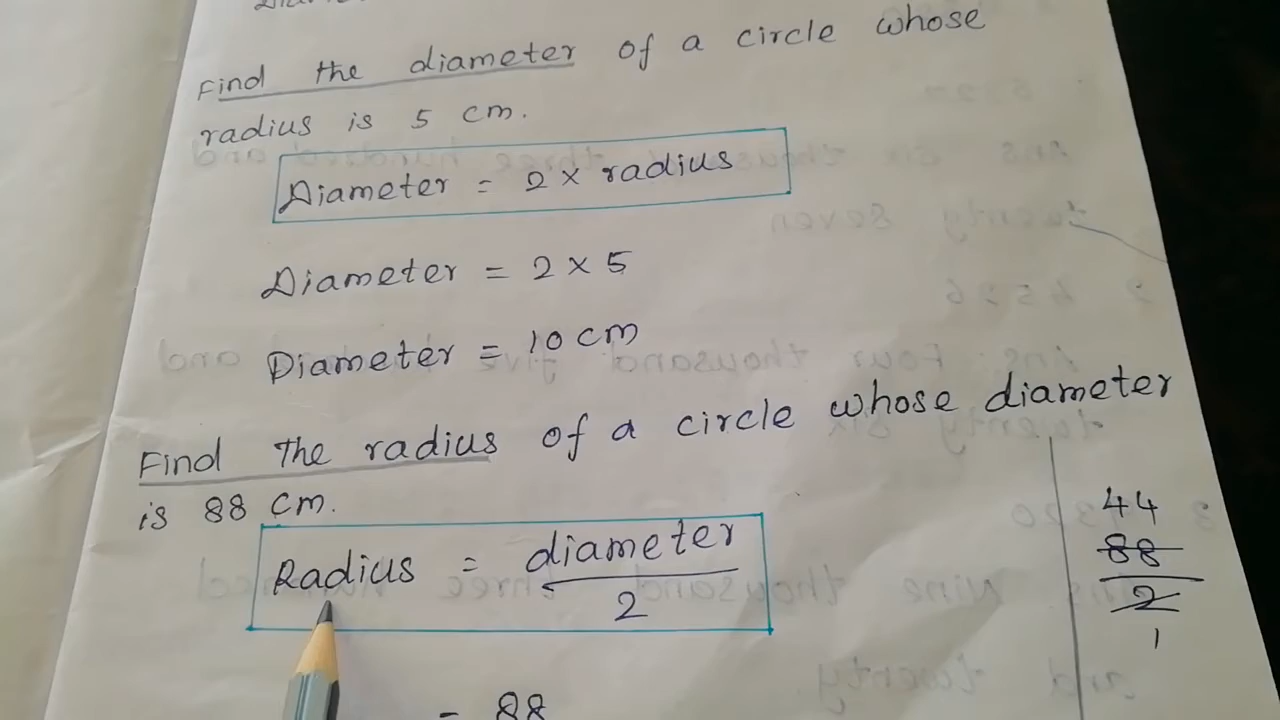 Find the diameter of a circle whose
radius is 5 cm.
Diameter = 2 × radius
Diameter = 2 × 5
Diameter = 10 cm
Find The radius of a circle whose diameter
is 88 cm.
Radius = diameter / 2
= 88
44
88
2
1